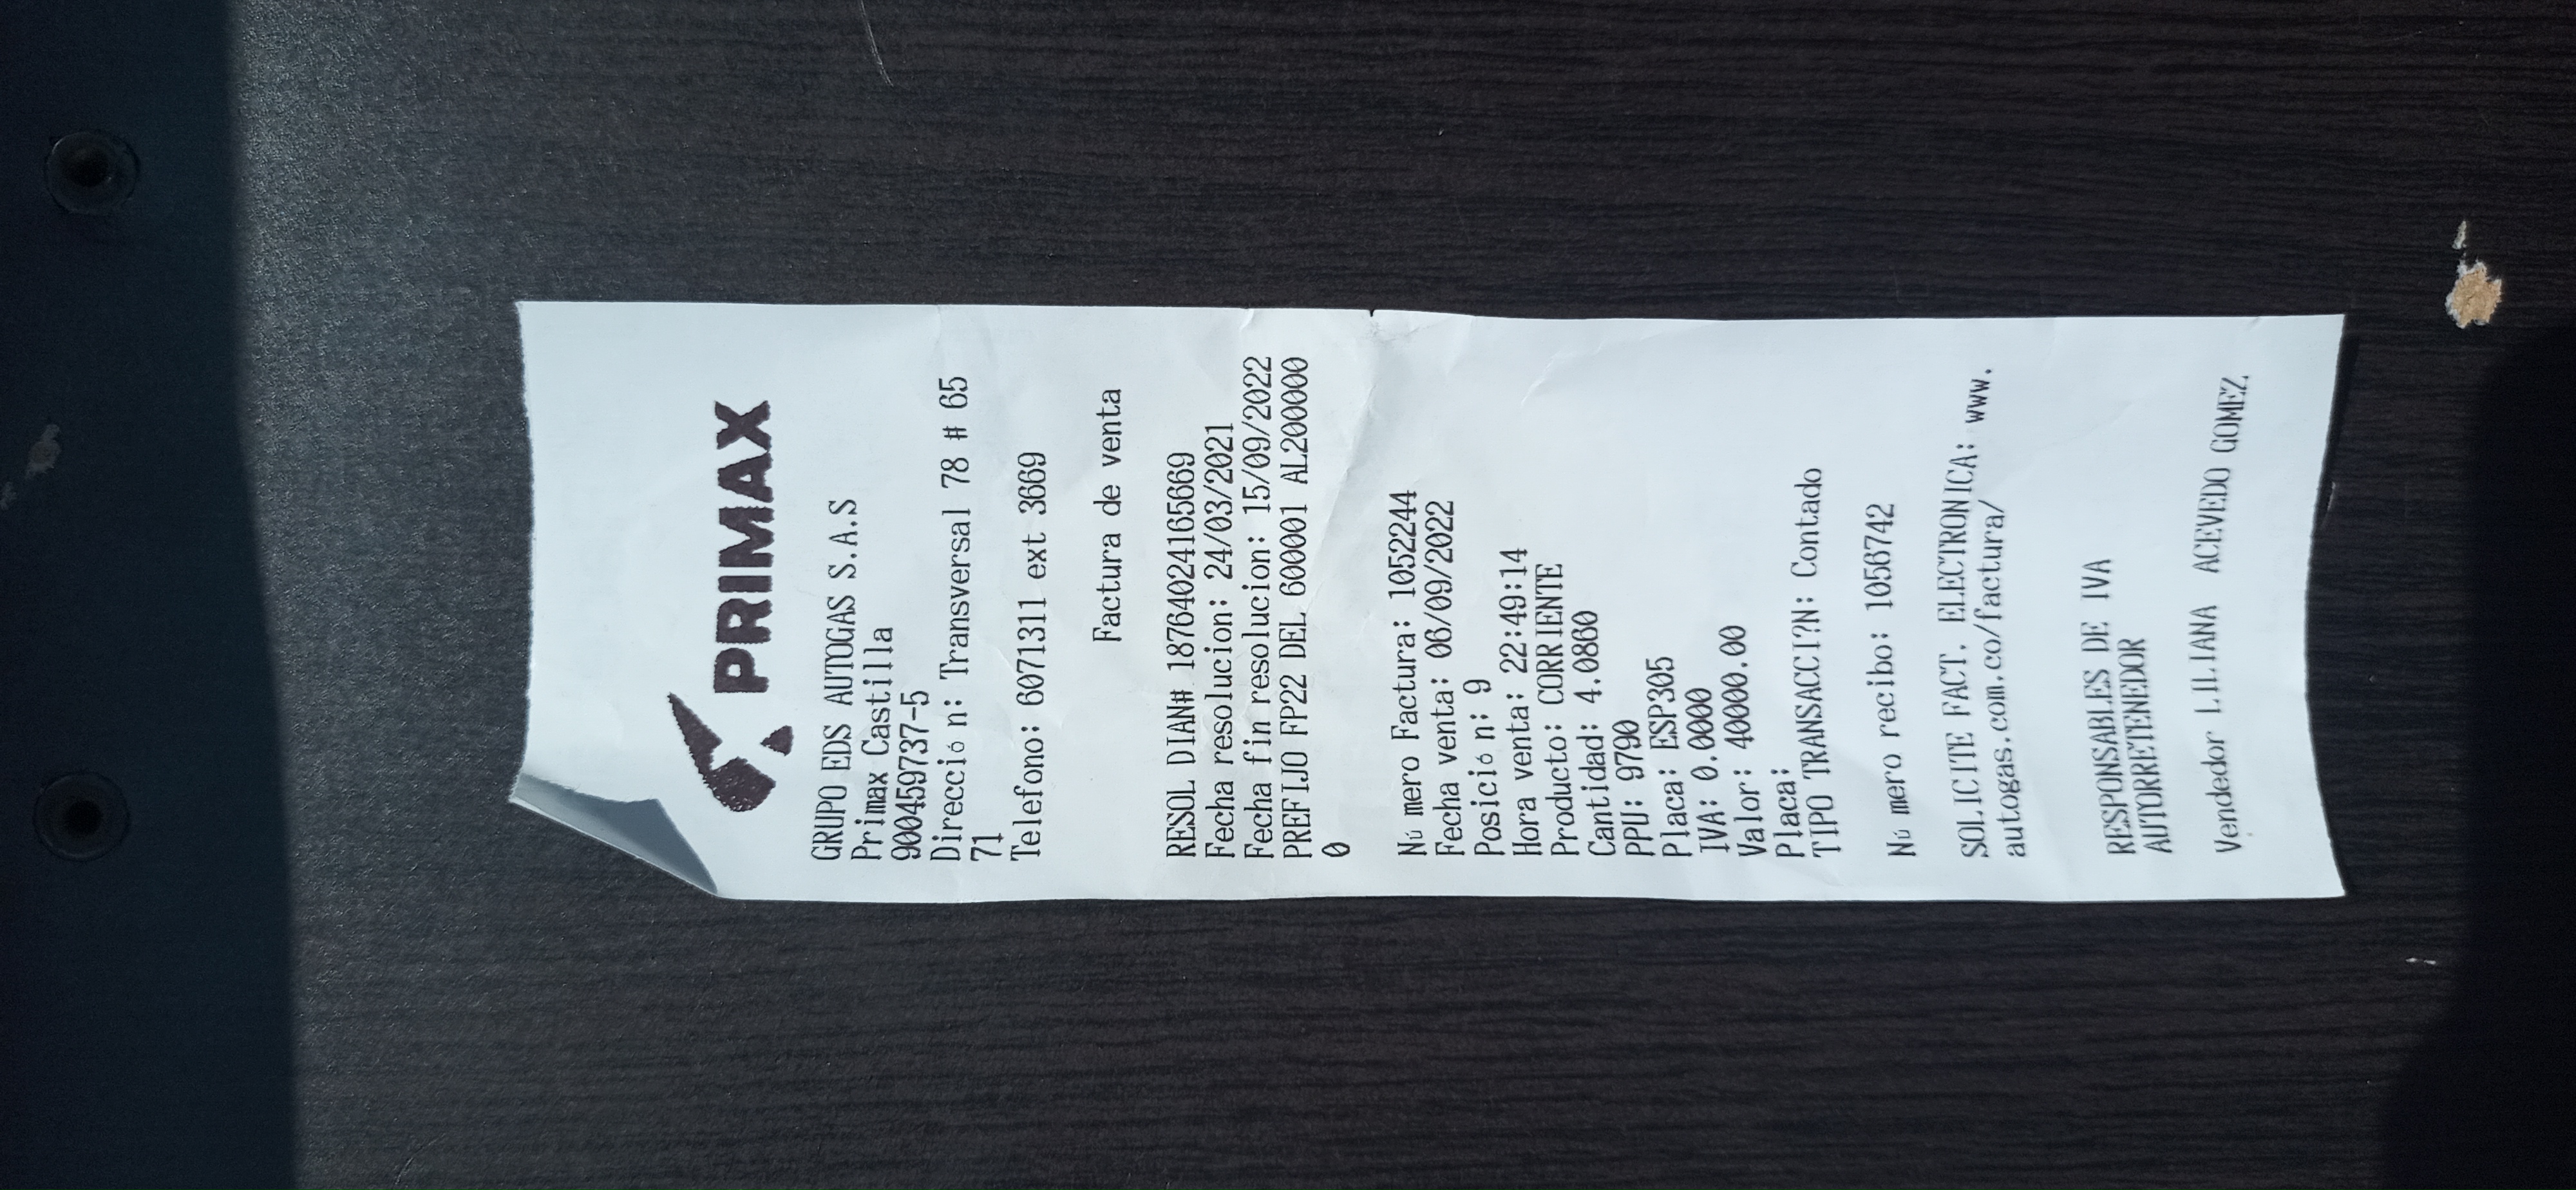 PRIMAX
GRUPO EDS AUTOGAS S.A.S
Primax Castilla
900459737-5
Dirección: Transversal 78 # 65
71
Telefono: 6071311 ext 3669
Factura de venta
RESOL DIAN# 18764024165669
Fecha resolucion: 24/03/2021
Fecha fin resolucion: 15/09/2022
PREFIJO FP22 DEL 600001 AL200000
0
Número Factura: 1052244
Fecha venta: 06/09/2022
Posición: 9
Hora venta: 22:49:14
Producto: CORRIENTE
Cantidad: 4.0860
PPU: 9790
Placa: ESP305
IVA: 0.0000
Valor: 40000.00
Placa:
TIPO TRANSACCI?N: Contado
Número recibo: 1056742
SOLICITE FACT. ELECTRONICA: www.
autogas.com.co/factura/
RESPONSABLES DE IVA
AUTORRETENEDOR
Vendedor LILIANA ACEVEDO GOMEZ